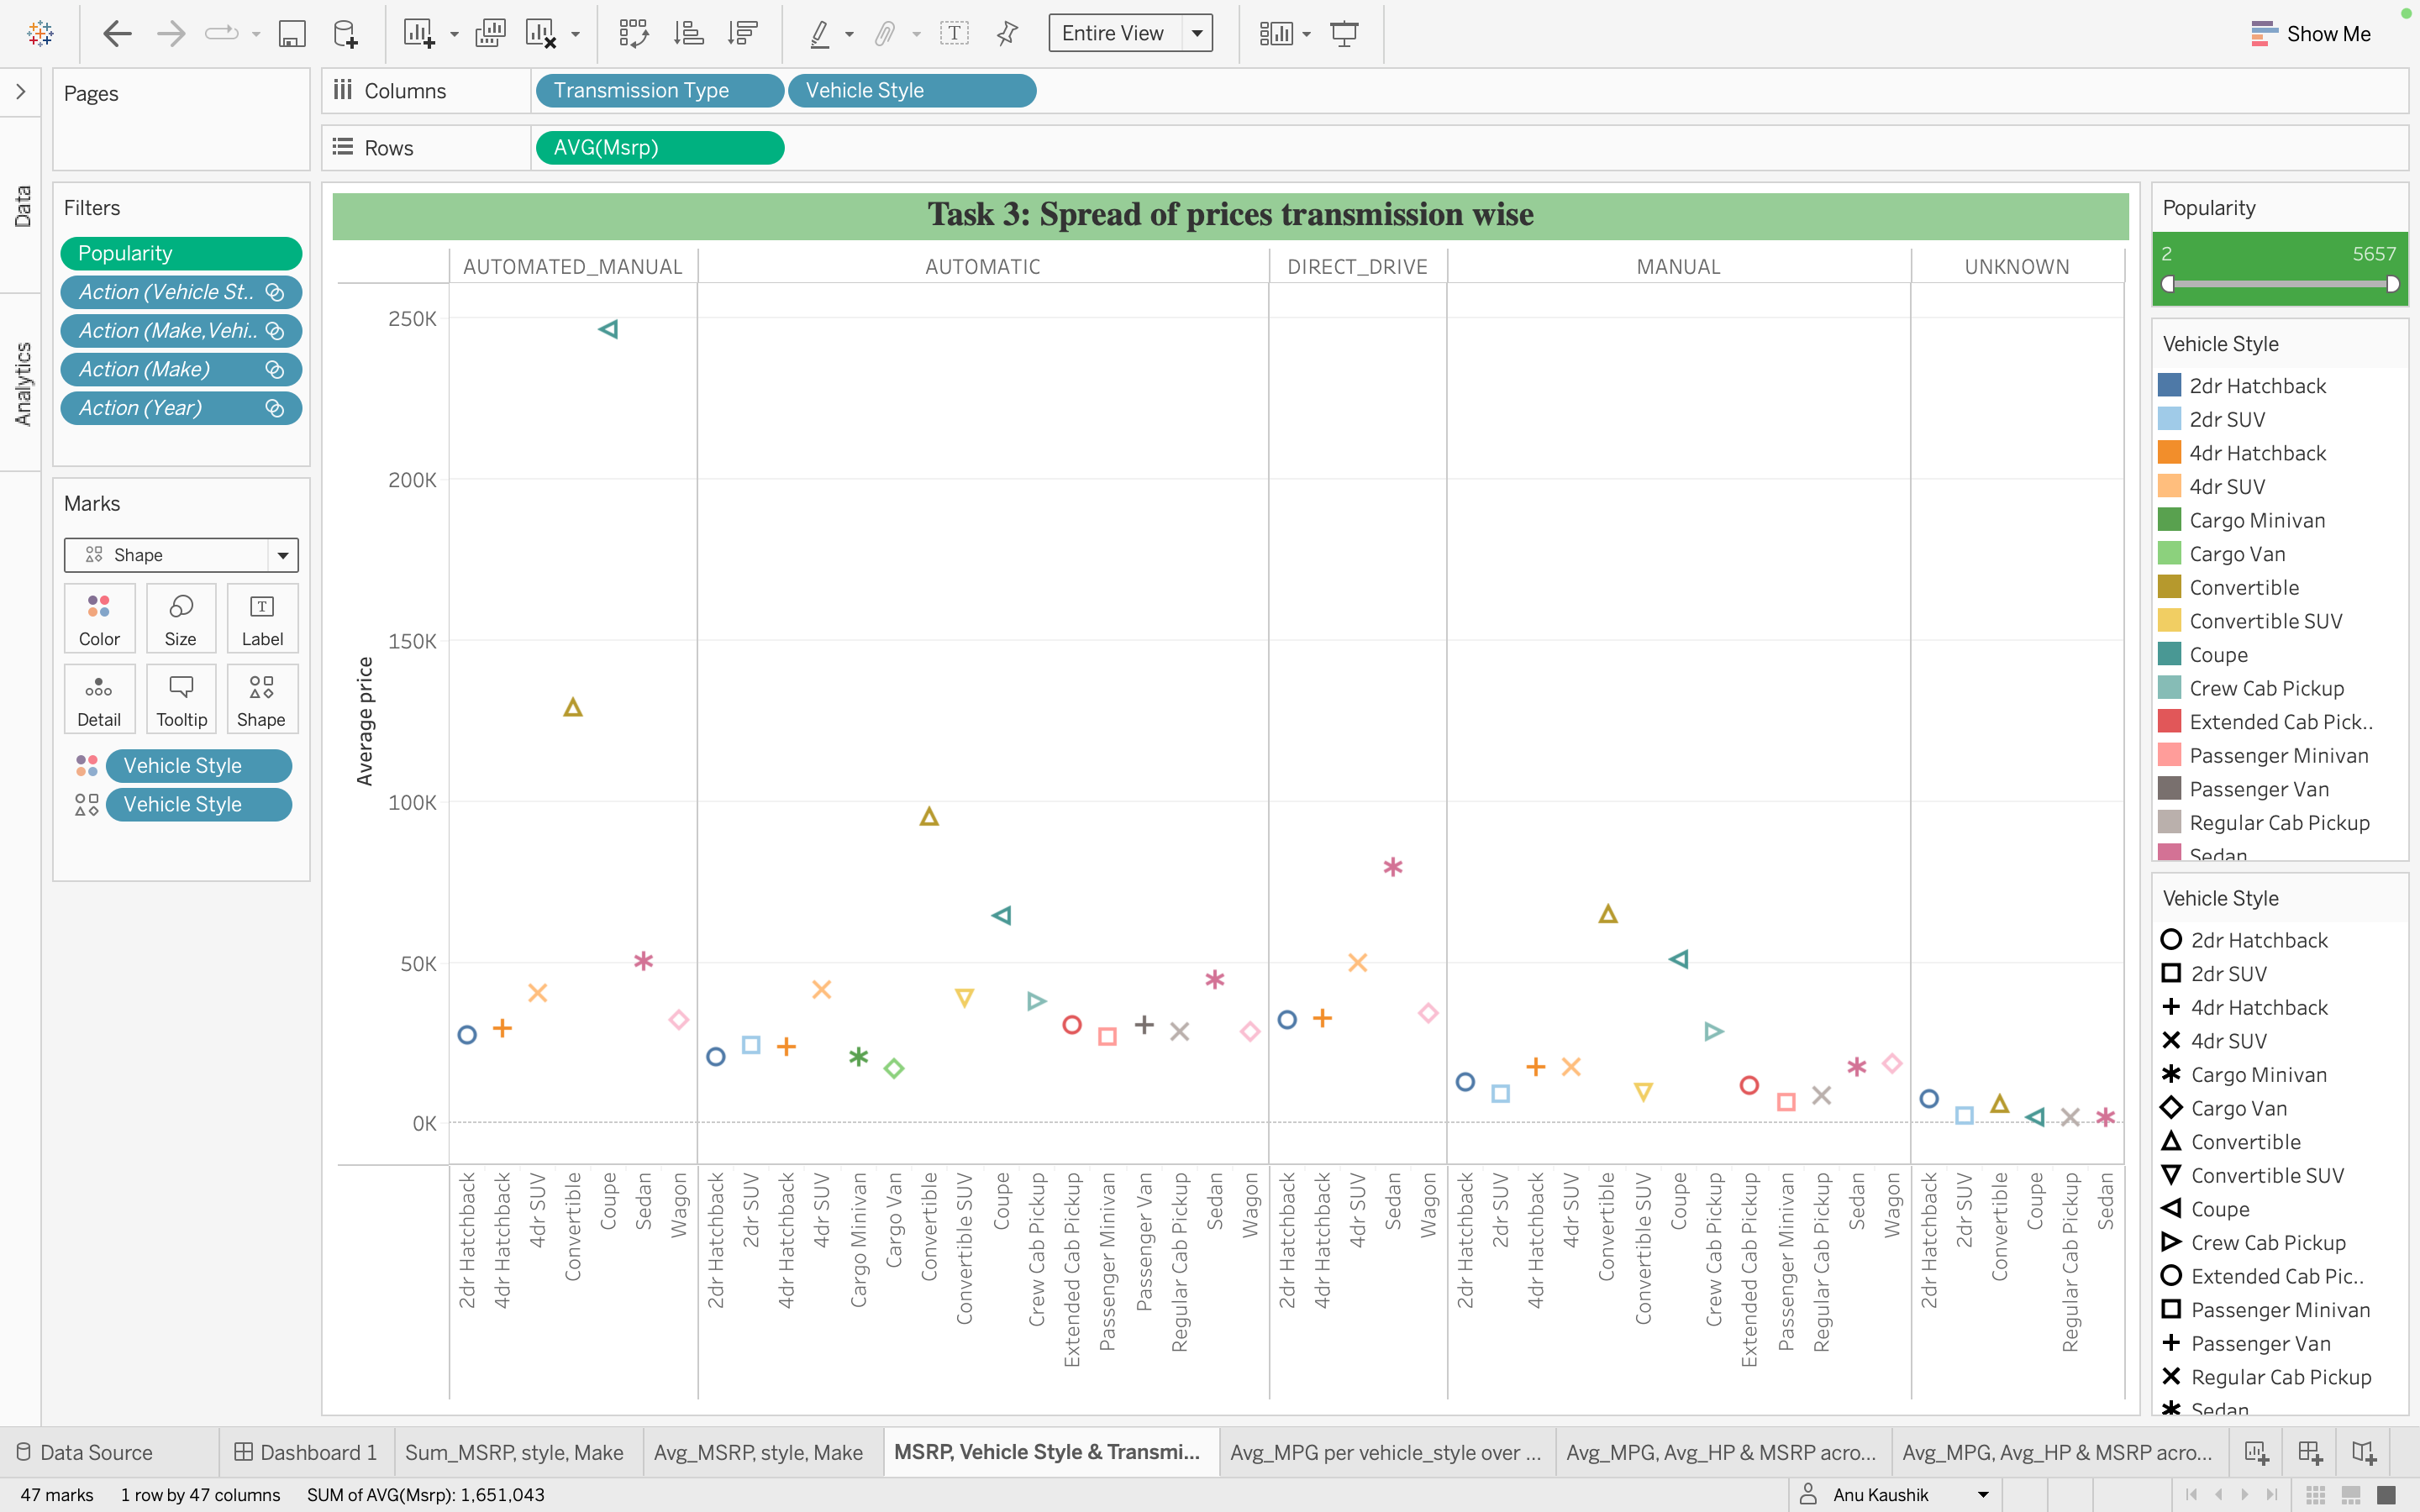 Entire View
Show Me
Pages
Columns
Transmission Type
Vehicle Style
Rows
AVG(Msrp)
Data
Analytics
Filters
Popularity
Action (Vehicle St..
Action (Make,Vehi..
Action (Make)
Action (Year)
Marks
Shape
Color
Size
Label
Detail
Tooltip
Shape
Vehicle Style
Vehicle Style
Task 3: Spread of prices transmission wise
AUTOMATED_MANUAL
AUTOMATIC
DIRECT_DRIVE
MANUAL
UNKNOWN
Average price
250K
200K
150K
100K
50K
0K
2dr Hatchback
4dr Hatchback
4dr SUV
Convertible
Coupe
Sedan
Wagon
2dr Hatchback
2dr SUV
4dr Hatchback
4dr SUV
Cargo Minivan
Cargo Van
Convertible
Convertible SUV
Coupe
Crew Cab Pickup
Extended Cab Pickup
Passenger Minivan
Passenger Van
Regular Cab Pickup
Sedan
Wagon
2dr Hatchback
4dr Hatchback
4dr SUV
Sedan
Wagon
2dr Hatchback
2dr SUV
4dr Hatchback
4dr SUV
Convertible
Convertible SUV
Coupe
Crew Cab Pickup
Extended Cab Pickup
Passenger Minivan
Regular Cab Pickup
Sedan
Wagon
2dr Hatchback
2dr SUV
Convertible
Coupe
Regular Cab Pickup
Sedan
Popularity
2 5657
Vehicle Style
2dr Hatchback
2dr SUV
4dr Hatchback
4dr SUV
Cargo Minivan
Cargo Van
Convertible
Convertible SUV
Coupe
Crew Cab Pickup
Extended Cab Pick..
Passenger Minivan
Passenger Van
Regular Cab Pickup
Sedan
Vehicle Style
2dr Hatchback
2dr SUV
4dr Hatchback
4dr SUV
Cargo Minivan
Cargo Van
Convertible
Convertible SUV
Coupe
Crew Cab Pickup
Extended Cab Pic..
Passenger Minivan
Passenger Van
Regular Cab Pickup
Sedan
Data Source
Dashboard 1
Sum_MSRP, style, Make
Avg_MSRP, style, Make
MSRP, Vehicle Style & Transmi...
Avg_MPG per vehicle_style over ...
Avg_MPG, Avg_HP & MSRP acro...
Avg_MPG, Avg_HP & MSRP acro...
47 marks
1 row by 47 columns
SUM of AVG(Msrp): 1,651,043
Anu Kaushik